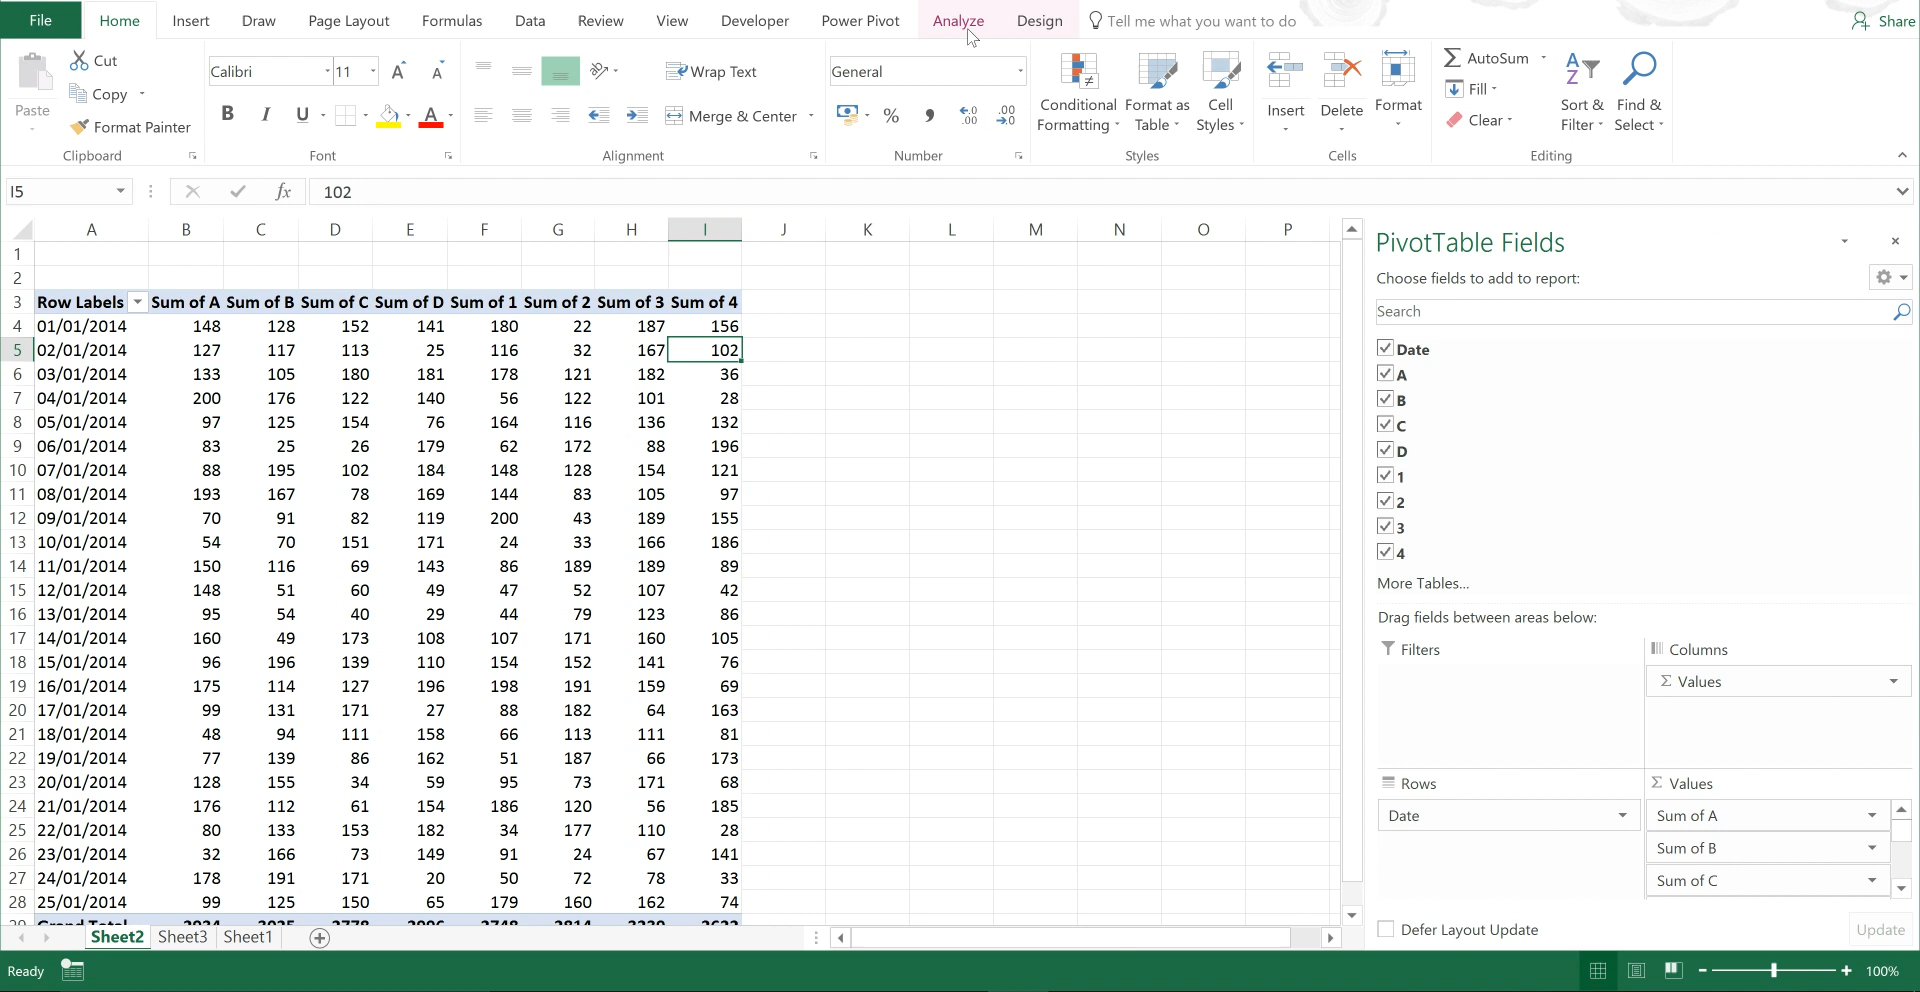 File Home Insert Draw Page Layout Formulas Data Review View Developer Power Pivot Analyze Design Tell me what you want to do Share
Paste Cut Copy Format Painter Clipboard
Calibri 11 B I U A Font
Wrap Text Merge & Center Alignment
General % , .00 Number
Conditional Formatting Format as Table Cell Styles Styles
Insert Delete Format Cells
AutoSum Fill Clear Sort & Filter Find & Select Editing
I5 fx 102
A B C D E F G H I J K L M N O P
1
2
3 Row Labels Sum of A Sum of B Sum of C Sum of D Sum of 1 Sum of 2 Sum of 3 Sum of 4
4 01/01/2014 148 128 152 141 180 22 187 156
5 02/01/2014 127 117 113 25 116 32 167 102
6 03/01/2014 133 105 180 181 178 121 182 36
7 04/01/2014 200 176 122 140 56 122 101 28
8 05/01/2014 97 125 154 76 164 116 136 132
9 06/01/2014 83 25 26 179 62 172 88 196
10 07/01/2014 88 195 102 184 148 128 154 121
11 08/01/2014 193 167 78 169 144 83 105 97
12 09/01/2014 70 91 82 119 200 43 189 155
13 10/01/2014 54 70 151 171 24 33 166 186
14 11/01/2014 150 116 69 143 86 189 189 89
15 12/01/2014 148 51 60 49 47 52 107 42
16 13/01/2014 95 54 40 29 44 79 123 86
17 14/01/2014 160 49 173 108 107 171 160 105
18 15/01/2014 96 196 139 110 154 152 141 76
19 16/01/2014 175 114 127 196 198 191 159 69
20 17/01/2014 99 131 171 27 88 182 64 163
21 18/01/2014 48 94 111 158 66 113 111 81
22 19/01/2014 77 139 86 162 51 187 66 173
23 20/01/2014 128 155 34 59 95 73 171 68
24 21/01/2014 176 112 61 154 186 120 56 185
25 22/01/2014 80 133 153 182 34 177 110 28
26 23/01/2014 32 166 73 149 91 24 67 141
27 24/01/2014 178 191 171 20 50 72 78 33
28 25/01/2014 99 125 150 65 179 160 162 74
Sheet2 Sheet3 Sheet1
Ready 100%
PivotTable Fields
Choose fields to add to report:
Search
Date
A
B
C
D
1
2
3
4
More Tables...
Drag fields between areas below:
Filters
Columns
Σ Values
Rows
Date
Σ Values
Sum of A
Sum of B
Sum of C
Defer Layout Update Update